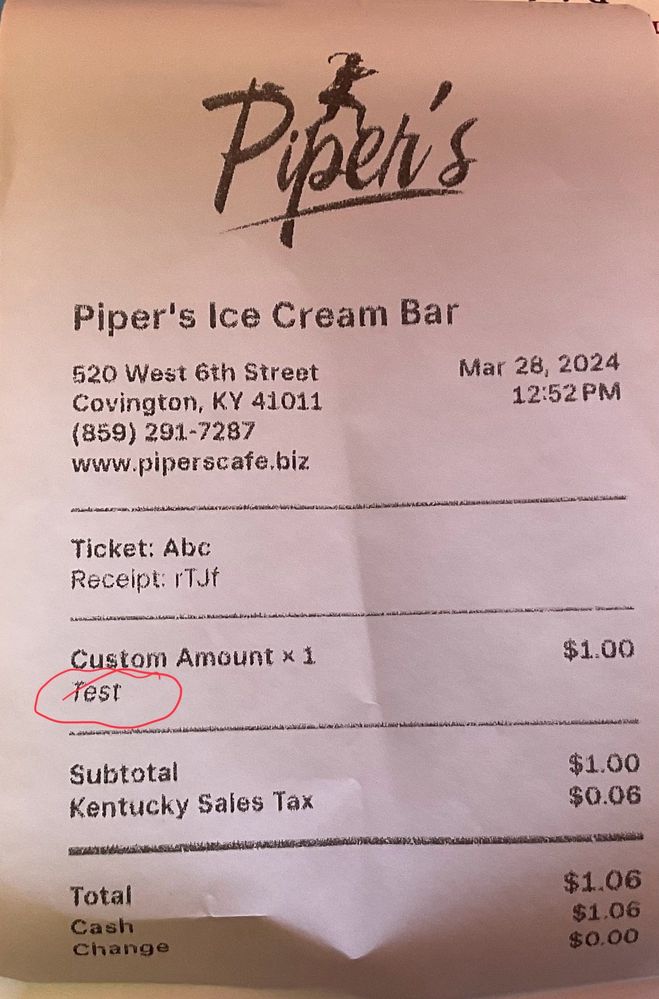 Piper's
Piper's Ice Cream Bar
520 West 6th Street
Covington, KY 41011
(859) 291-7287
www.piperscafe.biz
Mar 28, 2024
12:52 PM
Ticket: Abc
Receipt: rTJf
Custom Amount × 1 $1.00
Test
Subtotal $1.00
Kentucky Sales Tax $0.06
Total $1.06
Cash $1.06
Change $0.00